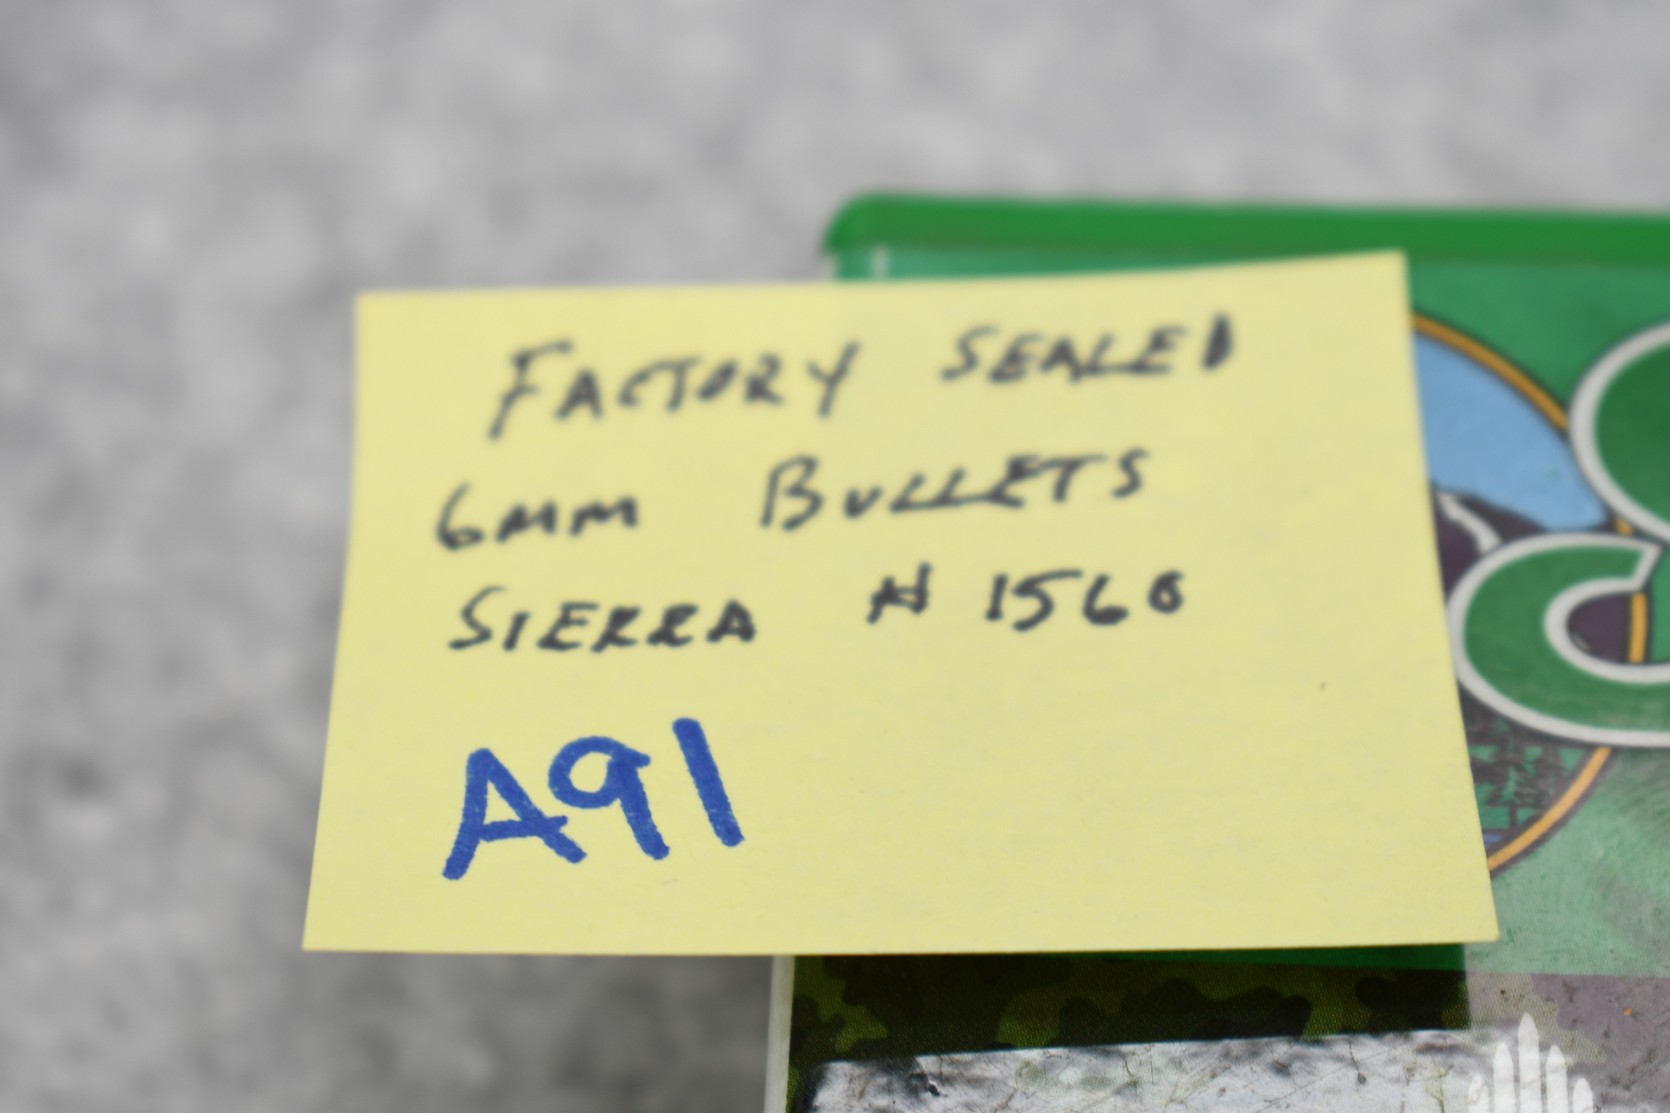 FACTORY SEALED
6MM BULLETS
SIERRA # 1560
A91